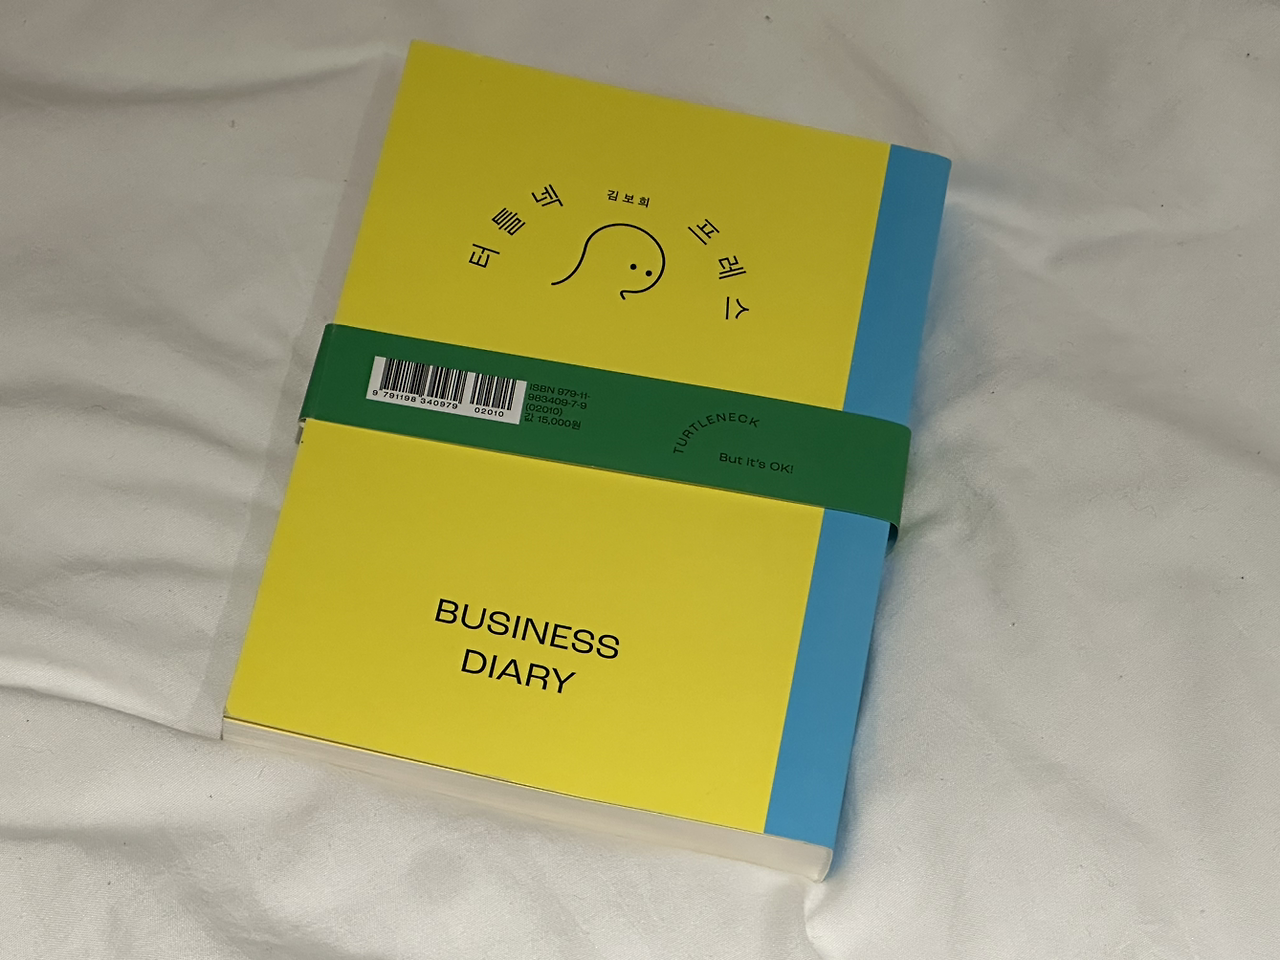 김보희
터틀넥 프레스
9 791198 340979
02010
ISBN 979-11-
983409-7-9
(02010)
값 15,000원
TURTLENECK
But it's OK!
BUSINESS
DIARY